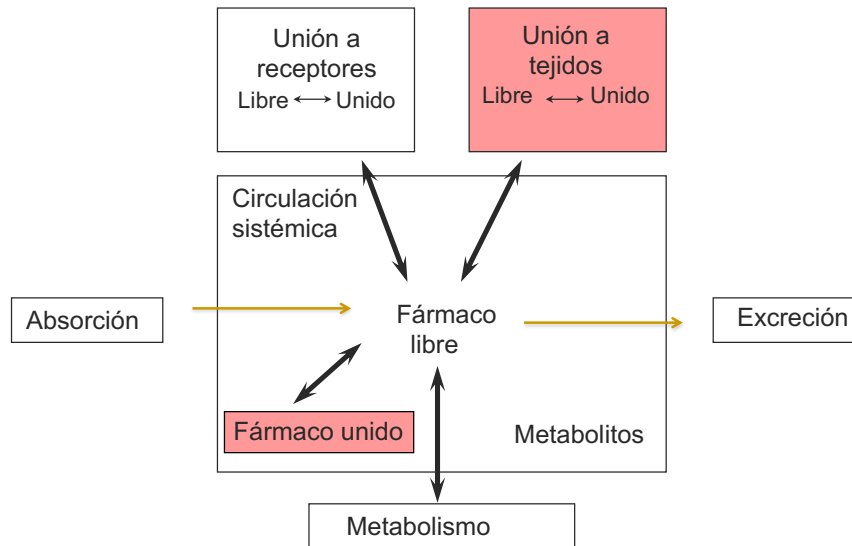 Unión a
receptores
Libre Unido
Unión a
tejidos
Libre Unido
Circulación
sistémica
Absorción
Fármaco
libre
Excreción
Fármaco unido
Metabolitos
Metabolismo